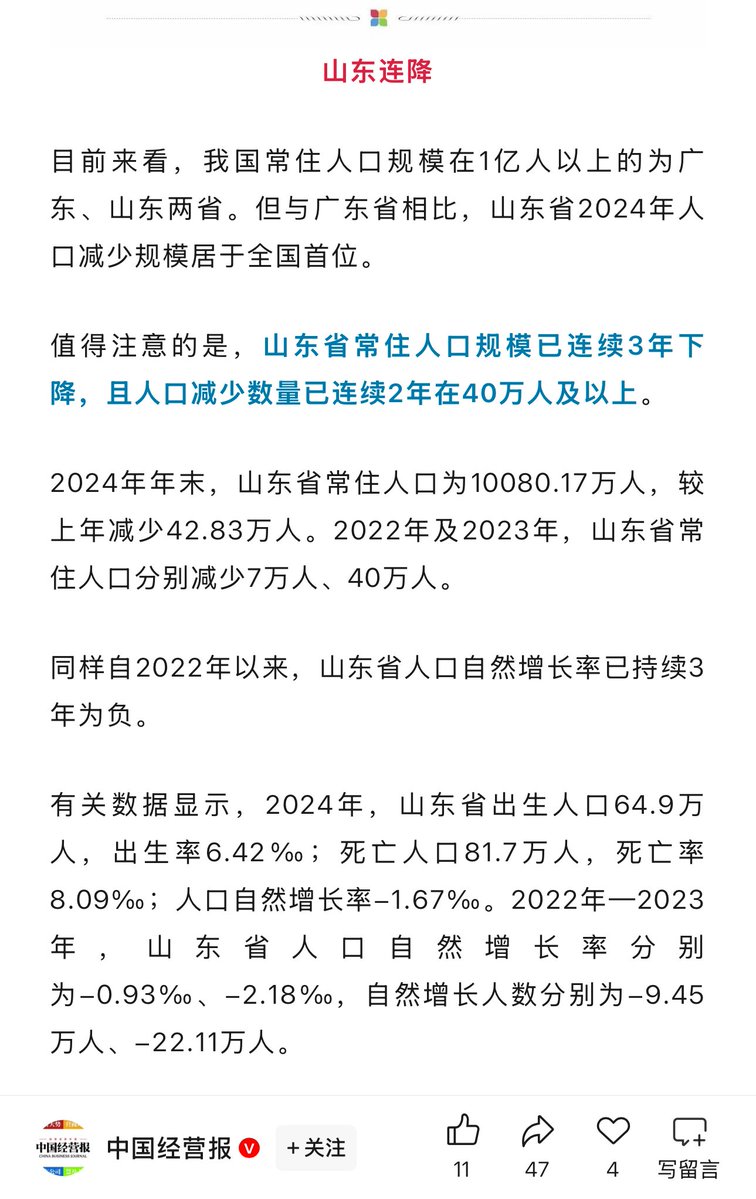 山东连降
目前来看，我国常住人口规模在1亿人以上的为广
东、山东两省。但与广东省相比，山东省2024年人
口减少规模居于全国首位。
值得注意的是，山东省常住人口规模已连续3年下
降，且人口减少数量已连续2年在40万人及以上。
2024年年末，山东省常住人口为10080.17万人，较
上年减少42.83万人。2022年及2023年，山东省常
住人口分别减少7万人、40万人。
同样自2022年以来，山东省人口自然增长率已持续3
年为负。
有关数据显示，2024年，山东省出生人口64.9万
人，出生率6.42‰；死亡人口81.7万人，死亡率
8.09‰；人口自然增长率–1.67‰。2022年—2023
年，山东省人口自然增长率分别
为–0.93‰、–2.18‰，自然增长人数分别为–9.45
万人、–22.11万人。
中国经营报
CHINA BUSINESS JOURNAL
中国经营报
+关注
11
47
4
写留言